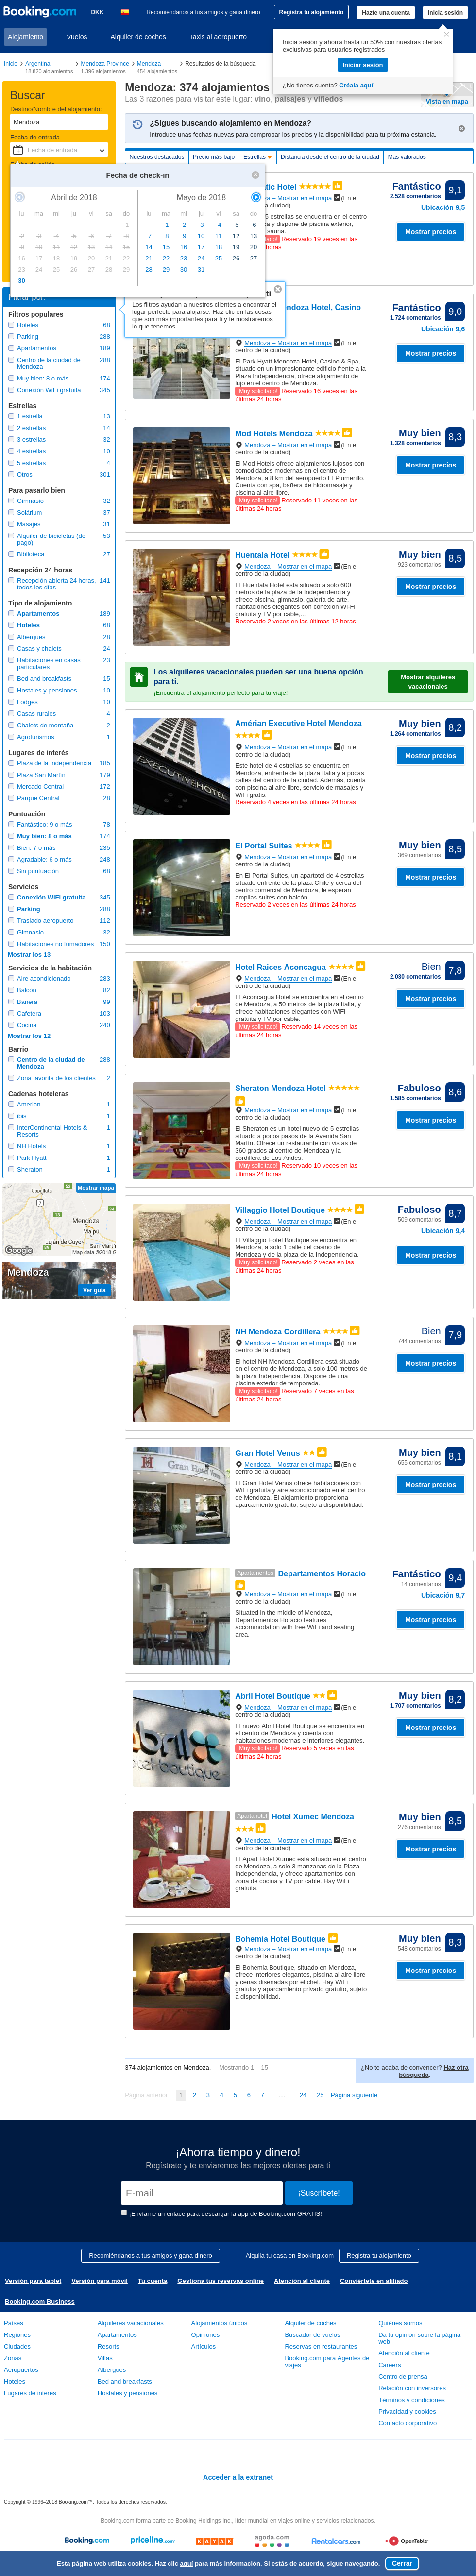 Booking.com
DKK
Recomiéndanos a tus amigos y gana dinero
Registra tu alojamiento
Hazte una cuenta
Inicia sesión
Alojamiento
Vuelos
Alquiler de coches
Taxis al aeropuerto
Inicia sesión y ahorra hasta un 50% con nuestras ofertas exclusivas para usuarios registrados
Iniciar sesión
¿No tienes cuenta? Créala aquí
Inicio
Argentina
18.820 alojamientos
Mendoza Province
1.396 alojamientos
Mendoza
454 alojamientos
Resultados de la búsqueda
Buscar
Destino/Nombre del alojamiento:
Mendoza
Fecha de entrada
Fecha de entrada
Mendoza: 374 alojamientos
Las 3 razones para visitar este lugar: vino, paisajes y viñedos
Vista en mapa
¿Sigues buscando alojamiento en Mendoza?
Introduce unas fechas nuevas para comprobar los precios y la disponibilidad para tu próxima estancia.
Nuestros destacados
Precio más bajo
Estrellas
Distancia desde el centro de la ciudad
Más valorados
Fecha de check-in
Abril de 2018
lu ma mi ju vi sa do
1
2 3 4 5 6 7 8
9 10 11 12 13 14 15
16 17 18 19 20 21 22
23 24 25 26 27 28 29
30
Mayo de 2018
lu ma mi ju vi sa do
1 2 3 4 5 6
7 8 9 10 11 12 13
14 15 16 17 18 19 20
21 22 23 24 25 26 27
28 29 30 31
Los filtros ayudan a nuestros clientes a encontrar el lugar perfecto para alojarse. Haz clic en las cosas que son más importantes para ti y te mostraremos lo que tenemos.
Filtrar por:
Filtros populares
Hoteles 68
Parking 288
Apartamentos 189
Centro de la ciudad de Mendoza 288
Muy bien: 8 o más 174
Conexión WiFi gratuita 345
Estrellas
1 estrella 13
2 estrellas 14
3 estrellas 32
4 estrellas 10
5 estrellas 4
Otros 301
Para pasarlo bien
Gimnasio 32
Solárium 37
Masajes 31
Alquiler de bicicletas (de pago) 53
Biblioteca 27
Recepción 24 horas
Recepción abierta 24 horas, todos los días 141
Tipo de alojamiento
Apartamentos 189
Hoteles 68
Albergues 28
Casas y chalets 24
Habitaciones en casas particulares 23
Bed and breakfasts 15
Hostales y pensiones 10
Lodges 10
Casas rurales 4
Chalets de montaña 2
Agroturismos 1
Lugares de interés
Plaza de la Independencia 185
Plaza San Martín 179
Mercado Central 172
Parque Central 28
Puntuación
Fantástico: 9 o más 78
Muy bien: 8 o más 174
Bien: 7 o más 235
Agradable: 6 o más 248
Sin puntuación 68
Servicios
Conexión WiFi gratuita 345
Parking 288
Traslado aeropuerto 112
Gimnasio 32
Habitaciones no fumadores 150
Mostrar los 13
Servicios de la habitación
Aire acondicionado 283
Balcón 82
Bañera 99
Cafetera 103
Cocina 240
Mostrar los 12
Barrio
Centro de la ciudad de Mendoza 288
Zona favorita de los clientes 2
Cadenas hoteleras
Amerian 1
ibis 1
InterContinental Hotels & Resorts 1
NH Hotels 1
Park Hyatt 1
Sheraton 1
Mostrar mapa
Mendoza
Maipú
Luján de Cuyo
Google
Mendoza
Ver guía
Fantástico 9,1
2.528 comentarios
Ubicación 9,5
Mostrar precios
Fantástico 9,0
1.724 comentarios
Ubicación 9,6
Mendoza – Mostrar en el mapa (En el centro de la ciudad)
El Park Hyatt Mendoza Hotel, Casino & Spa, situado en un impresionante edificio frente a la Plaza Independencia, ofrece alojamiento de lujo en el centro de Mendoza.
¡Muy solicitado! Reservado 16 veces en las últimas 24 horas
Mostrar precios
Mod Hotels Mendoza
Mendoza – Mostrar en el mapa (En el centro de la ciudad)
El Mod Hotels ofrece alojamientos lujosos con comodidades modernas en el centro de Mendoza, a 8 km del aeropuerto El Plumerillo. Cuenta con spa, bañera de hidromasaje y piscina al aire libre.
¡Muy solicitado! Reservado 11 veces en las últimas 24 horas
Muy bien 8,3
1.328 comentarios
Mostrar precios
Huentala Hotel
Mendoza – Mostrar en el mapa (En el centro de la ciudad)
El Huentala Hotel está situado a solo 600 metros de la plaza de la Independencia y ofrece piscina, gimnasio, galería de arte, habitaciones elegantes con conexión Wi-Fi gratuita y TV por cable,...
Reservado 2 veces en las últimas 12 horas
Muy bien 8,5
923 comentarios
Mostrar precios
Los alquileres vacacionales pueden ser una buena opción para ti.
¡Encuentra el alojamiento perfecto para tu viaje!
Mostrar alquileres vacacionales
Amérian Executive Hotel Mendoza
Mendoza – Mostrar en el mapa (En el centro de la ciudad)
Este hotel de 4 estrellas se encuentra en Mendoza, enfrente de la plaza Italia y a pocas calles del centro de la ciudad. Además, cuenta con piscina al aire libre, servicio de masajes y WiFi gratis.
Reservado 4 veces en las últimas 24 horas
Muy bien 8,2
1.264 comentarios
Mostrar precios
El Portal Suites
Mendoza – Mostrar en el mapa (En el centro de la ciudad)
En El Portal Suites, un apartotel de 4 estrellas situado enfrente de la plaza Chile y cerca del centro comercial de Mendoza, le esperan amplias suites con balcón.
Reservado 2 veces en las últimas 24 horas
Muy bien 8,5
369 comentarios
Mostrar precios
Hotel Raices Aconcagua
Mendoza – Mostrar en el mapa (En el centro de la ciudad)
El Aconcagua Hotel se encuentra en el centro de Mendoza, a 50 metros de la plaza Italia, y ofrece habitaciones elegantes con WiFi gratuita y TV por cable.
¡Muy solicitado! Reservado 14 veces en las últimas 24 horas
Bien 7,8
2.030 comentarios
Mostrar precios
Sheraton Mendoza Hotel
Mendoza – Mostrar en el mapa (En el centro de la ciudad)
El Sheraton es un hotel nuevo de 5 estrellas situado a pocos pasos de la Avenida San Martín. Ofrece un restaurante con vistas de 360 grados al centro de Mendoza y la cordillera de Los Andes.
¡Muy solicitado! Reservado 10 veces en las últimas 24 horas
Fabuloso 8,6
1.585 comentarios
Mostrar precios
Villaggio Hotel Boutique
Mendoza – Mostrar en el mapa (En el centro de la ciudad)
El Villaggio Hotel Boutique se encuentra en Mendoza, a solo 1 calle del casino de Mendoza y de la plaza de la Independencia.
¡Muy solicitado! Reservado 2 veces en las últimas 24 horas
Fabuloso 8,7
509 comentarios
Ubicación 9,4
Mostrar precios
NH Mendoza Cordillera
Mendoza – Mostrar en el mapa (En el centro de la ciudad)
El hotel NH Mendoza Cordillera está situado en el centro de Mendoza, a solo 100 metros de la plaza Independencia. Dispone de una piscina exterior de temporada.
¡Muy solicitado! Reservado 7 veces en las últimas 24 horas
Bien 7,9
744 comentarios
Mostrar precios
Gran Hotel Venus
Mendoza – Mostrar en el mapa (En el centro de la ciudad)
El Gran Hotel Venus ofrece habitaciones con WiFi gratuita y aire acondicionado en el centro de Mendoza. El alojamiento proporciona aparcamiento gratuito, sujeto a disponibilidad.
Muy bien 8,1
655 comentarios
Mostrar precios
Apartamentos Departamentos Horacio
Mendoza – Mostrar en el mapa (En el centro de la ciudad)
Situated in the middle of Mendoza, Departamentos Horacio features accommodation with free WiFi and seating area.
Fantástico 9,4
14 comentarios
Ubicación 9,7
Mostrar precios
Abril Hotel Boutique
Mendoza – Mostrar en el mapa (En el centro de la ciudad)
El nuevo Abril Hotel Boutique se encuentra en el centro de Mendoza y cuenta con habitaciones modernas e interiores elegantes.
¡Muy solicitado! Reservado 5 veces en las últimas 24 horas
Muy bien 8,2
1.707 comentarios
Mostrar precios
Apartahotel Hotel Xumec Mendoza
Mendoza – Mostrar en el mapa (En el centro de la ciudad)
El Apart Hotel Xumec está situado en el centro de Mendoza, a solo 3 manzanas de la Plaza Independencia, y ofrece apartamentos con zona de cocina y TV por cable. Hay WiFi gratuita.
Muy bien 8,5
276 comentarios
Mostrar precios
Bohemia Hotel Boutique
Mendoza – Mostrar en el mapa (En el centro de la ciudad)
El Bohemia Boutique, situado en Mendoza, ofrece interiores elegantes, piscina al aire libre y cenas diseñadas por el chef. Hay WiFi gratuita y aparcamiento privado gratuito, sujeto a disponibilidad.
Muy bien 8,3
548 comentarios
Mostrar precios
374 alojamientos en Mendoza. Mostrando 1 – 15
¿No te acaba de convencer? Haz otra búsqueda.
Página anterior 1 2 3 4 5 6 7 .... 24 25 Página siguiente
¡Ahorra tiempo y dinero!
Regístrate y te enviaremos las mejores ofertas para ti
E-mail
¡Suscríbete!
¡Envíame un enlace para descargar la app de Booking.com GRATIS!
Recomiéndanos a tus amigos y gana dinero
Alquila tu casa en Booking.com
Registra tu alojamiento
Versión para tablet
Versión para móvil
Tu cuenta
Gestiona tus reservas online
Atención al cliente
Conviértete en afiliado
Booking.com Business
Países
Regiones
Ciudades
Zonas
Aeropuertos
Hoteles
Lugares de interés
Alquileres vacacionales
Apartamentos
Resorts
Villas
Albergues
Bed and breakfasts
Hostales y pensiones
Alojamientos únicos
Opiniones
Artículos
Alquiler de coches
Buscador de vuelos
Reservas en restaurantes
Booking.com para Agentes de viajes
Quiénes somos
Da tu opinión sobre la página web
Atención al cliente
Careers
Centro de prensa
Relación con inversores
Términos y condiciones
Privacidad y cookies
Contacto corporativo
Acceder a la extranet
Copyright © 1996–2018 Booking.com™. Todos los derechos reservados.
Booking.com forma parte de Booking Holdings Inc., líder mundial en viajes online y servicios relacionados.
Booking.com
priceline.com
KAYAK
agoda.com
Rentalcars.com
OpenTable
Esta página web utiliza cookies. Haz clic aquí para más información. Si estás de acuerdo, sigue navegando.
Cerrar